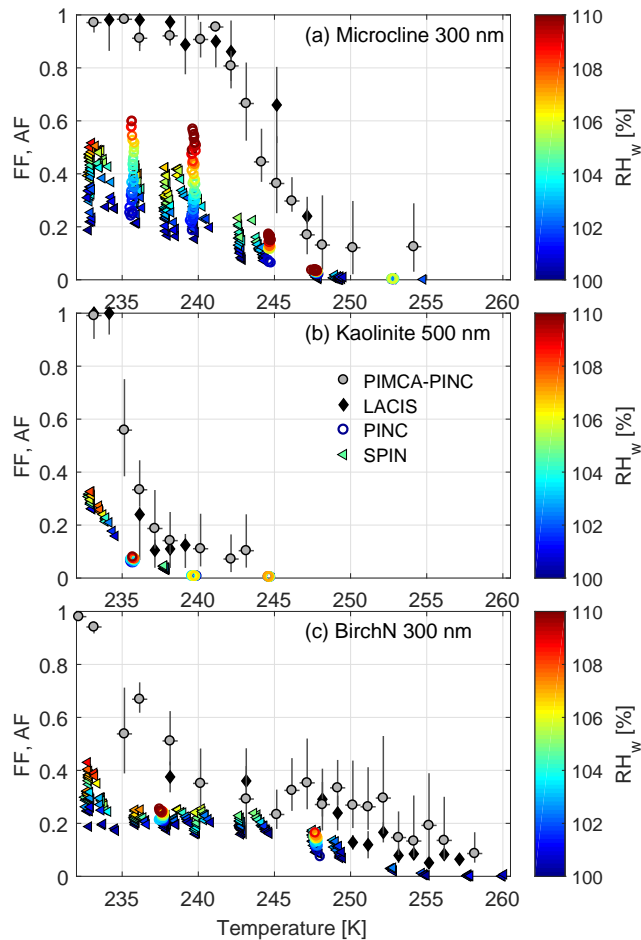 (a) Microcline 300 nm
FF, AF
1
0.8
0.6
0.4
0.2
0
235 240 245 250 255 260
110
108
106
104
102
100
RH_w [%]
(b) Kaolinite 500 nm
PIMCA-PINC
LACIS
PINC
SPIN
FF, AF
1
0.8
0.6
0.4
0.2
0
235 240 245 250 255 260
110
108
106
104
102
100
RH_w [%]
(c) BirchN 300 nm
FF, AF
1
0.8
0.6
0.4
0.2
0
235 240 245 250 255 260
Temperature [K]
110
108
106
104
102
100
RH_w [%]